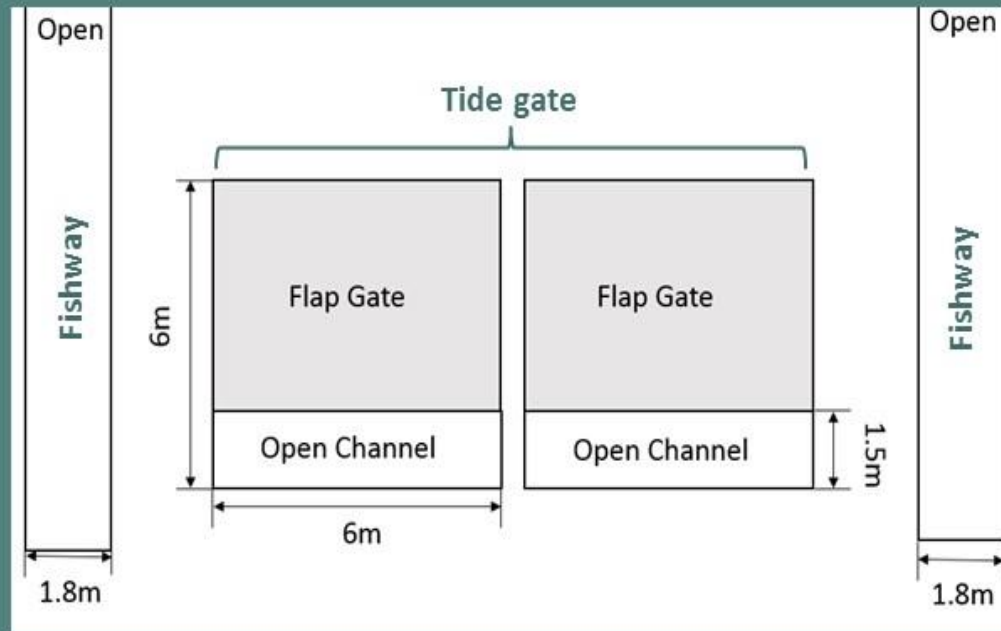 Open
Open
Tide gate
Fishway
6m
Flap Gate
Flap Gate
Fishway
Open Channel
Open Channel
1.5m
6m
1.8m
1.8m